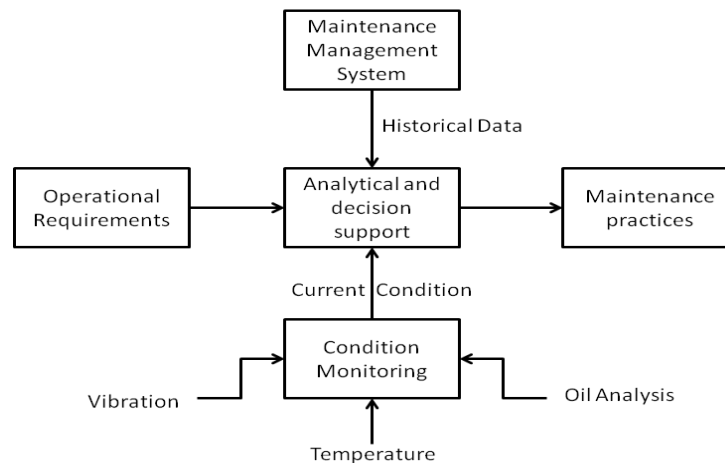 Maintenance
Management
System
Historical Data
Operational
Requirements
Analytical and
decision
support
Maintenance
practices
Current Condition
Condition
Monitoring
Vibration
Oil Analysis
Temperature